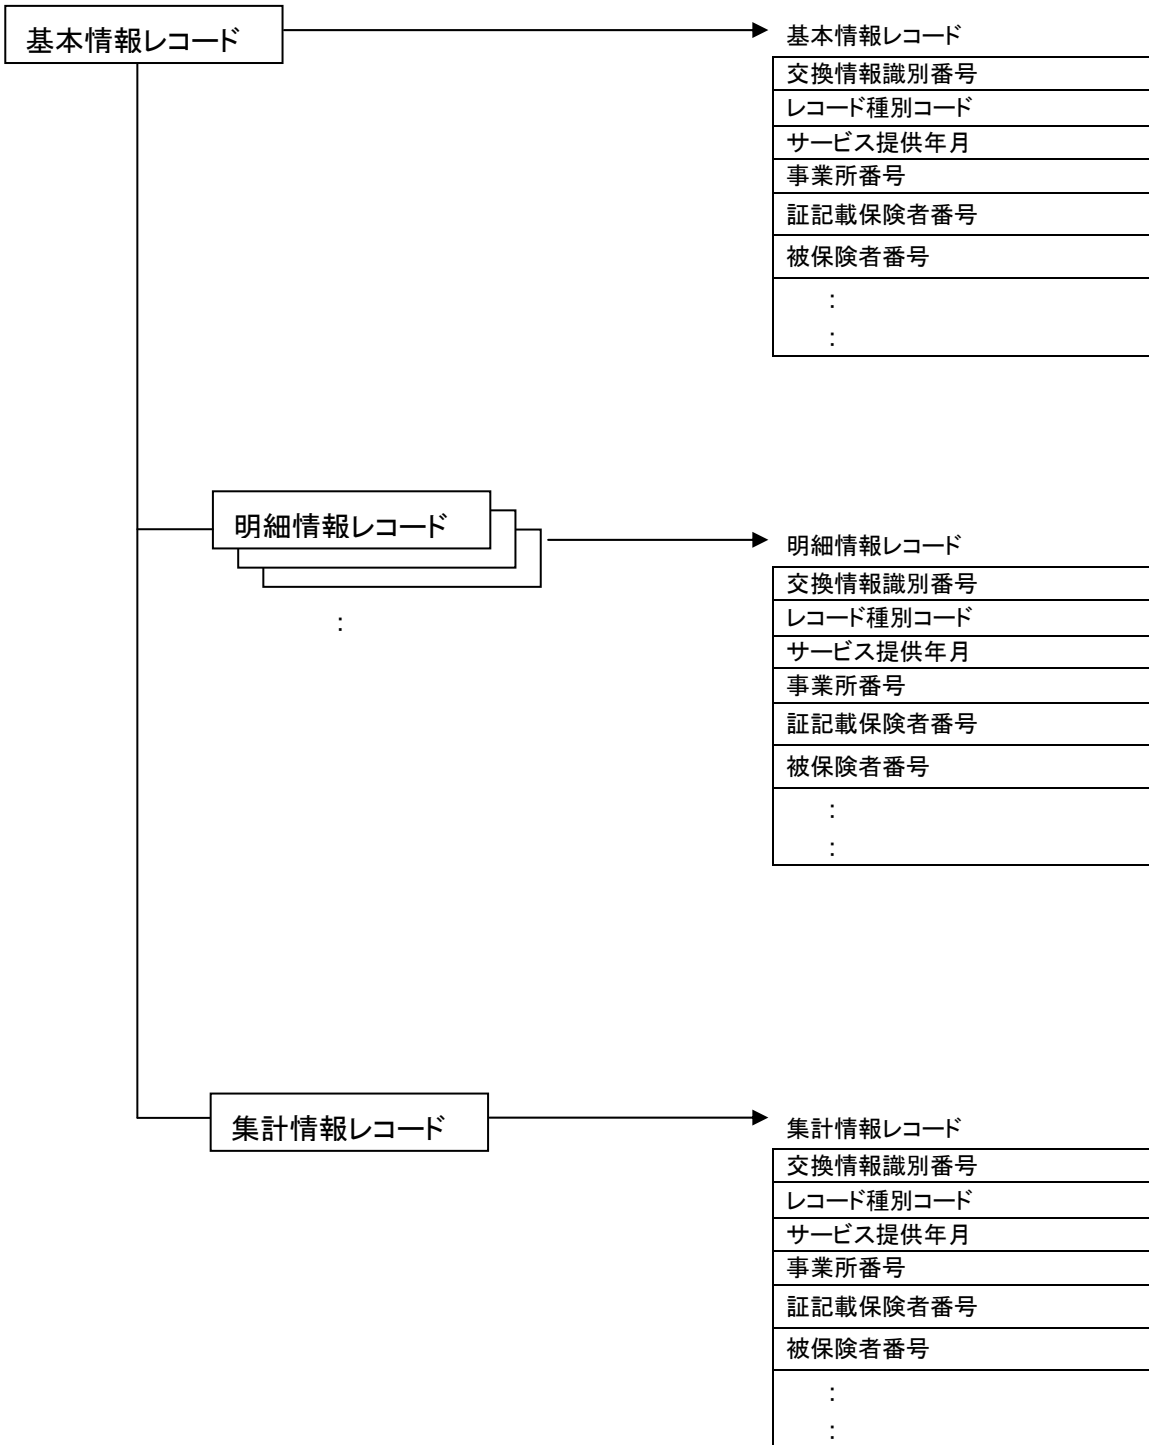 基本情報レコード
基本情報レコード
交換情報識別番号
レコード種別コード
サービス提供年月
事業所番号
証記載保険者番号
被保険者番号
:
:
明細情報レコード
:
明細情報レコード
交換情報識別番号
レコード種別コード
サービス提供年月
事業所番号
証記載保険者番号
被保険者番号
:
:
集計情報レコード
集計情報レコード
交換情報識別番号
レコード種別コード
サービス提供年月
事業所番号
証記載保険者番号
被保険者番号
:
: